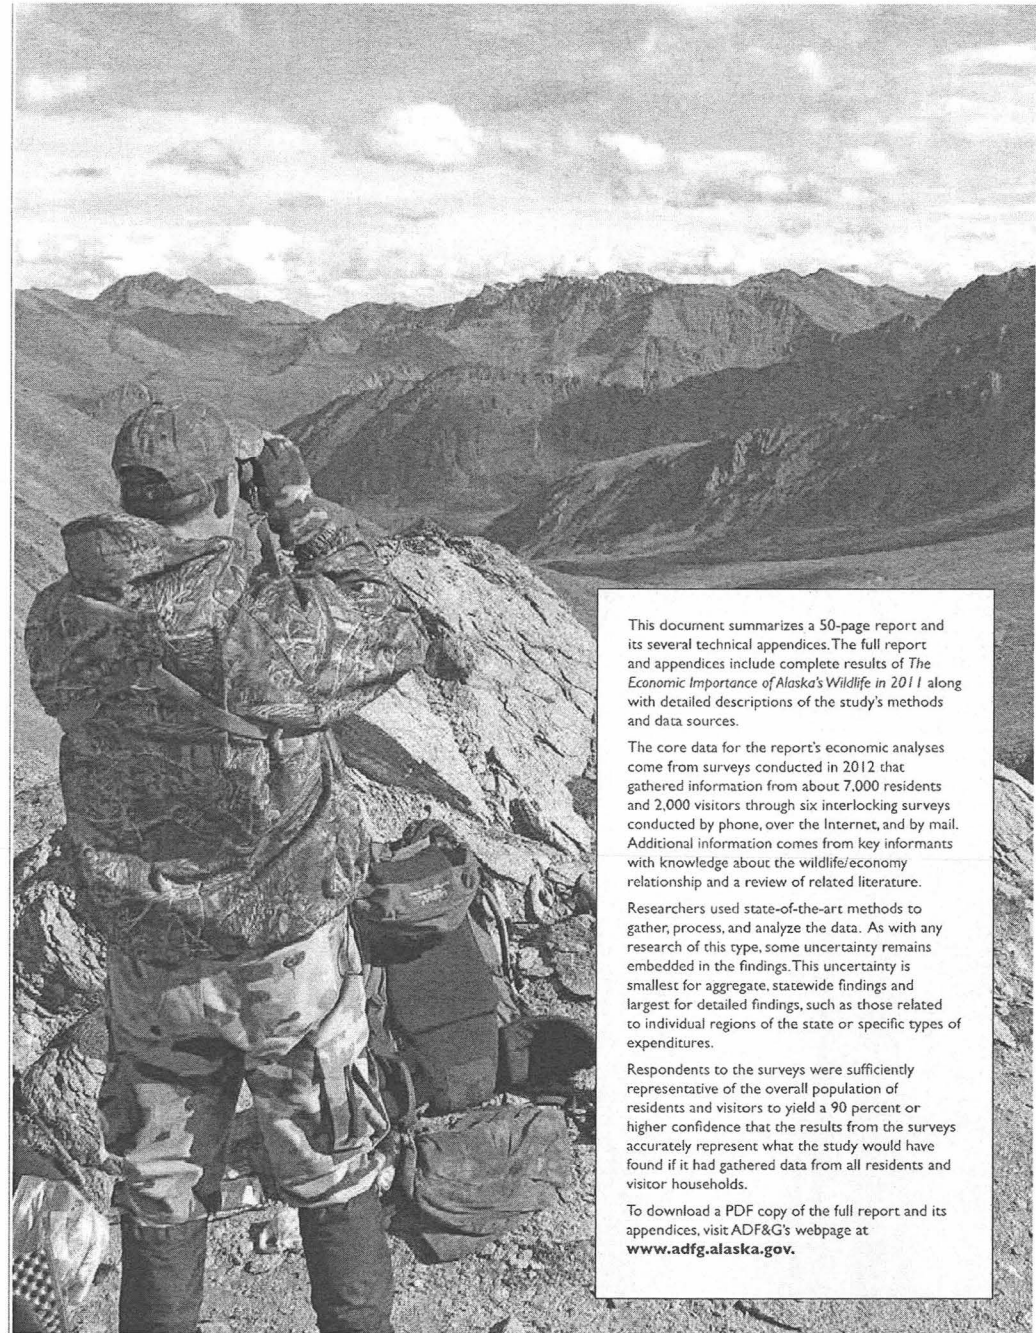 This document summarizes a 50-page report and
its several technical appendices. The full report
and appendices include complete results of The
Economic Importance of Alaska's Wildlife in 2011 along
with detailed descriptions of the study's methods
and data sources.
The core data for the report's economic analyses
come from surveys conducted in 2012 that
gathered information from about 7,000 residents
and 2,000 visitors through six interlocking surveys
conducted by phone, over the Internet, and by mail.
Additional information comes from key informants
with knowledge about the wildlife/economy
relationship and a review of related literature.
Researchers used state-of-the-art methods to
gather, process, and analyze the data. As with any
research of this type, some uncertainty remains
embedded in the findings. This uncertainty is
smallest for aggregate, statewide findings and
largest for detailed findings, such as those related
to individual regions of the state or specific types of
expenditures.
Respondents to the surveys were sufficiently
representative of the overall population of
residents and visitors to yield a 90 percent or
higher confidence that the results from the surveys
accurately represent what the study would have
found if it had gathered data from all residents and
visitor households.
To download a PDF copy of the full report and its
appendices, visit ADF&G's webpage at
www.adfg.alaska.gov.